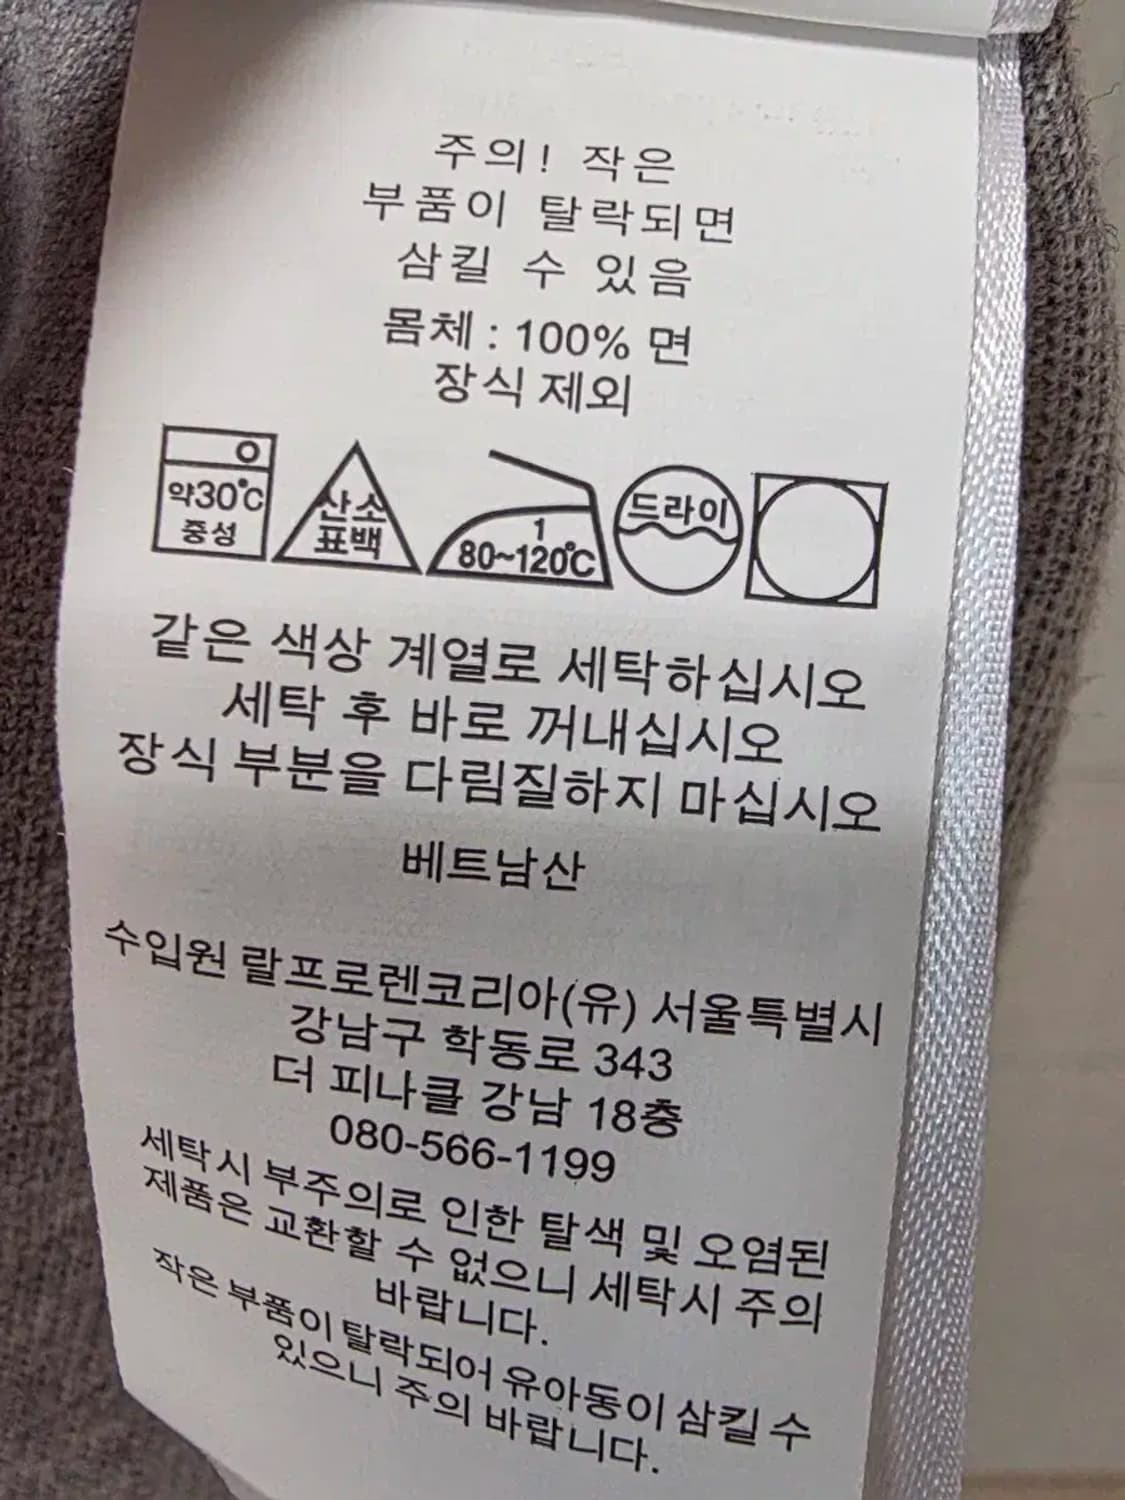 주의! 작은
부품이 탈락되면
삼킬 수 있음
몸체 : 100% 면
장식 제외
약30℃
중성
산소
표백
1
80~120℃
드라이
같은 색상 계열로 세탁하십시오
세탁 후 바로 꺼내십시오
장식 부분을 다림질하지 마십시오
베트남산
수입원 랄프로렌코리아(유) 서울특별시
강남구 학동로 343
더 피나클 강남 18층
080-566-1199
세탁시 부주의로 인한 탈색 및 오염된
제품은 교환할 수 없으니 세탁시 주의
바랍니다.
작은 부품이 탈락되어 유아동이 삼킬 수
있으니 주의 바랍니다.